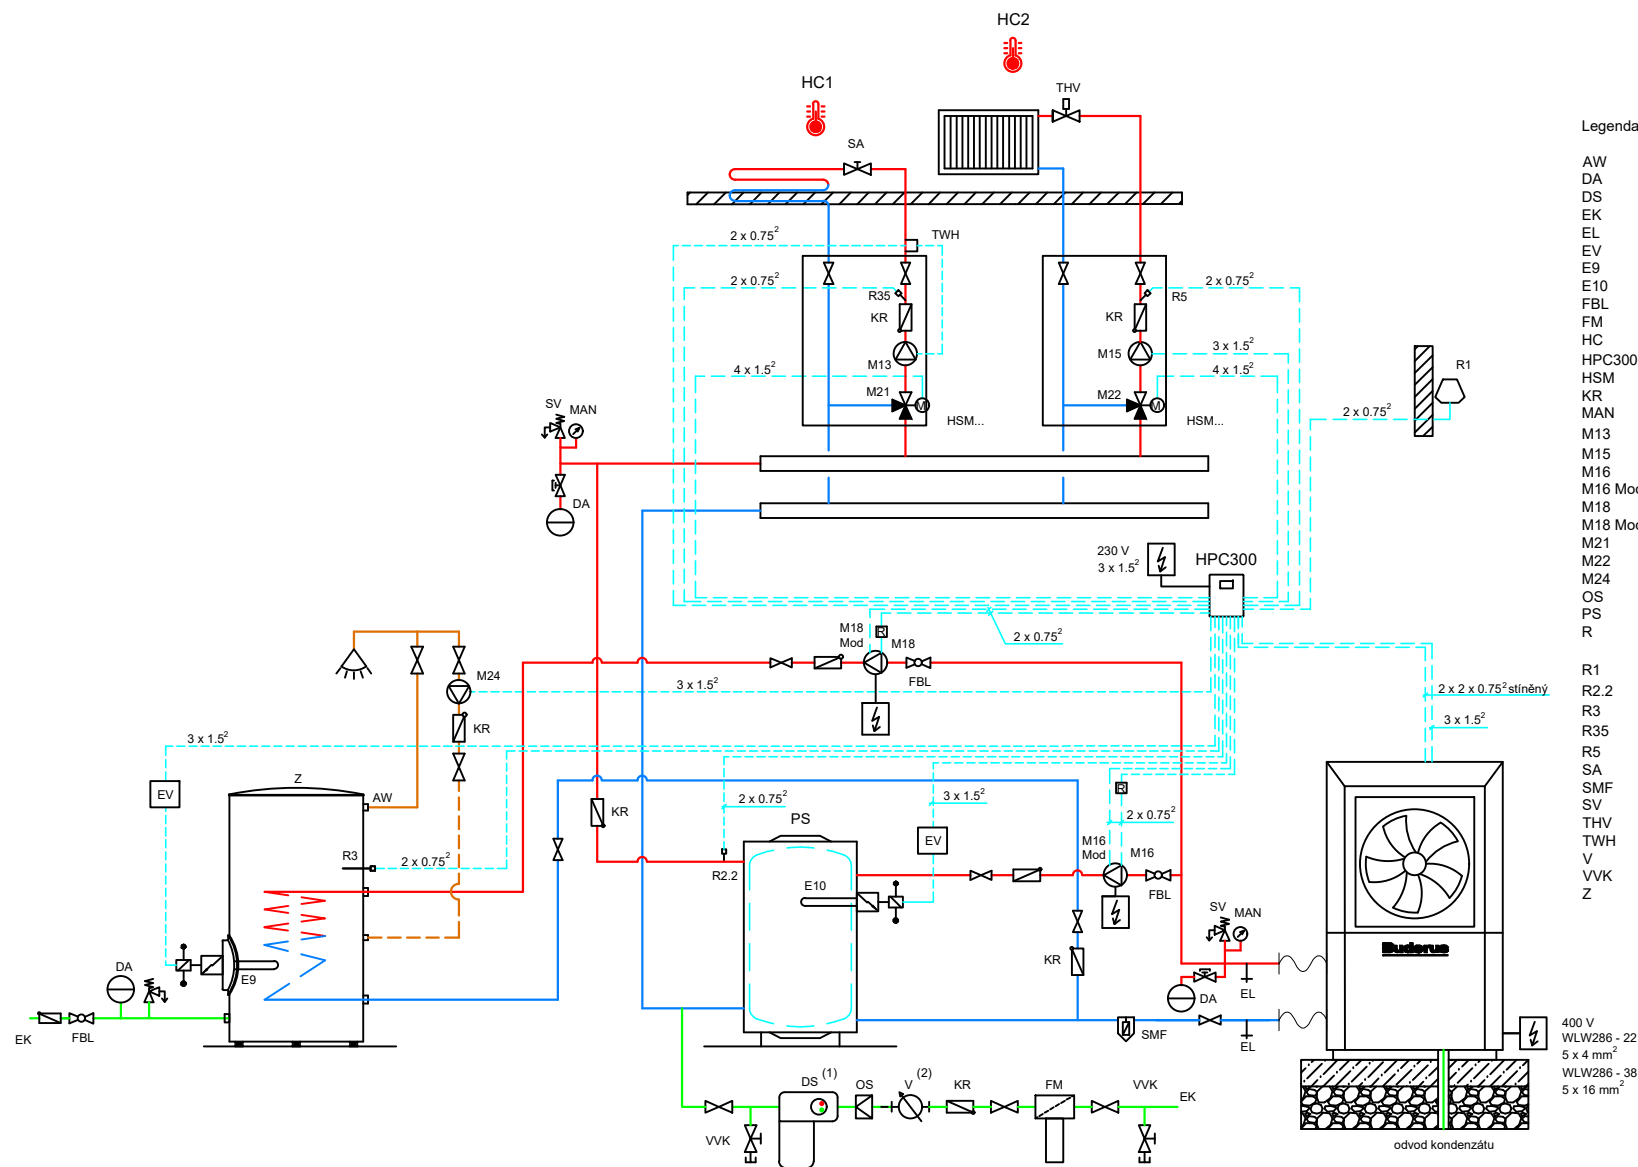 HC2
HC1
THV
SA
Legenda
AW
DA
DS
EK
EL
EV
E9
E10
FBL
FM
HC
HPC300
HSM
KR
MAN
M13
M15
M16
M16 Mod
M18
M18 Mod
M21
M22
M24
OS
PS
R
R1
R2.2
R3
R35
R5
SA
SMF
SV
THV
TWH
V
VVK
Z
2 x 0.75²
TWH
2 x 0.75²
R35
KR
M13
4 x 1.5²
M21
M
HSM...
2 x 0.75²
R5
KR
M15
3 x 1.5²
4 x 1.5²
M22
M
HSM...
R1
2 x 0.75²
SV
MAN
DA
230 V
3 x 1.5²
HPC300
M18
Mod
R
M18
2 x 0.75²
FBL
M24
3 x 1.5²
KR
3 x 1.5²
2 x 2 x 0.75² stíněný
3 x 1.5²
EV
Z
AW
R3
2 x 0.75²
KR
2 x 0.75²
PS
R2.2
3 x 1.5²
EV
E10
R
2 x 0.75²
M16
Mod
M16
FBL
SV
MAN
KR
DA
EL
Buderus
E9
DA
EK
FBL
SMF
EL
400 V
WLW286 - 22
5 x 4 mm²
WLW286 - 38
5 x 16 mm²
DS (1)
OS
V (2)
KR
FM
VVK
EK
VVK
odvod kondenzátu